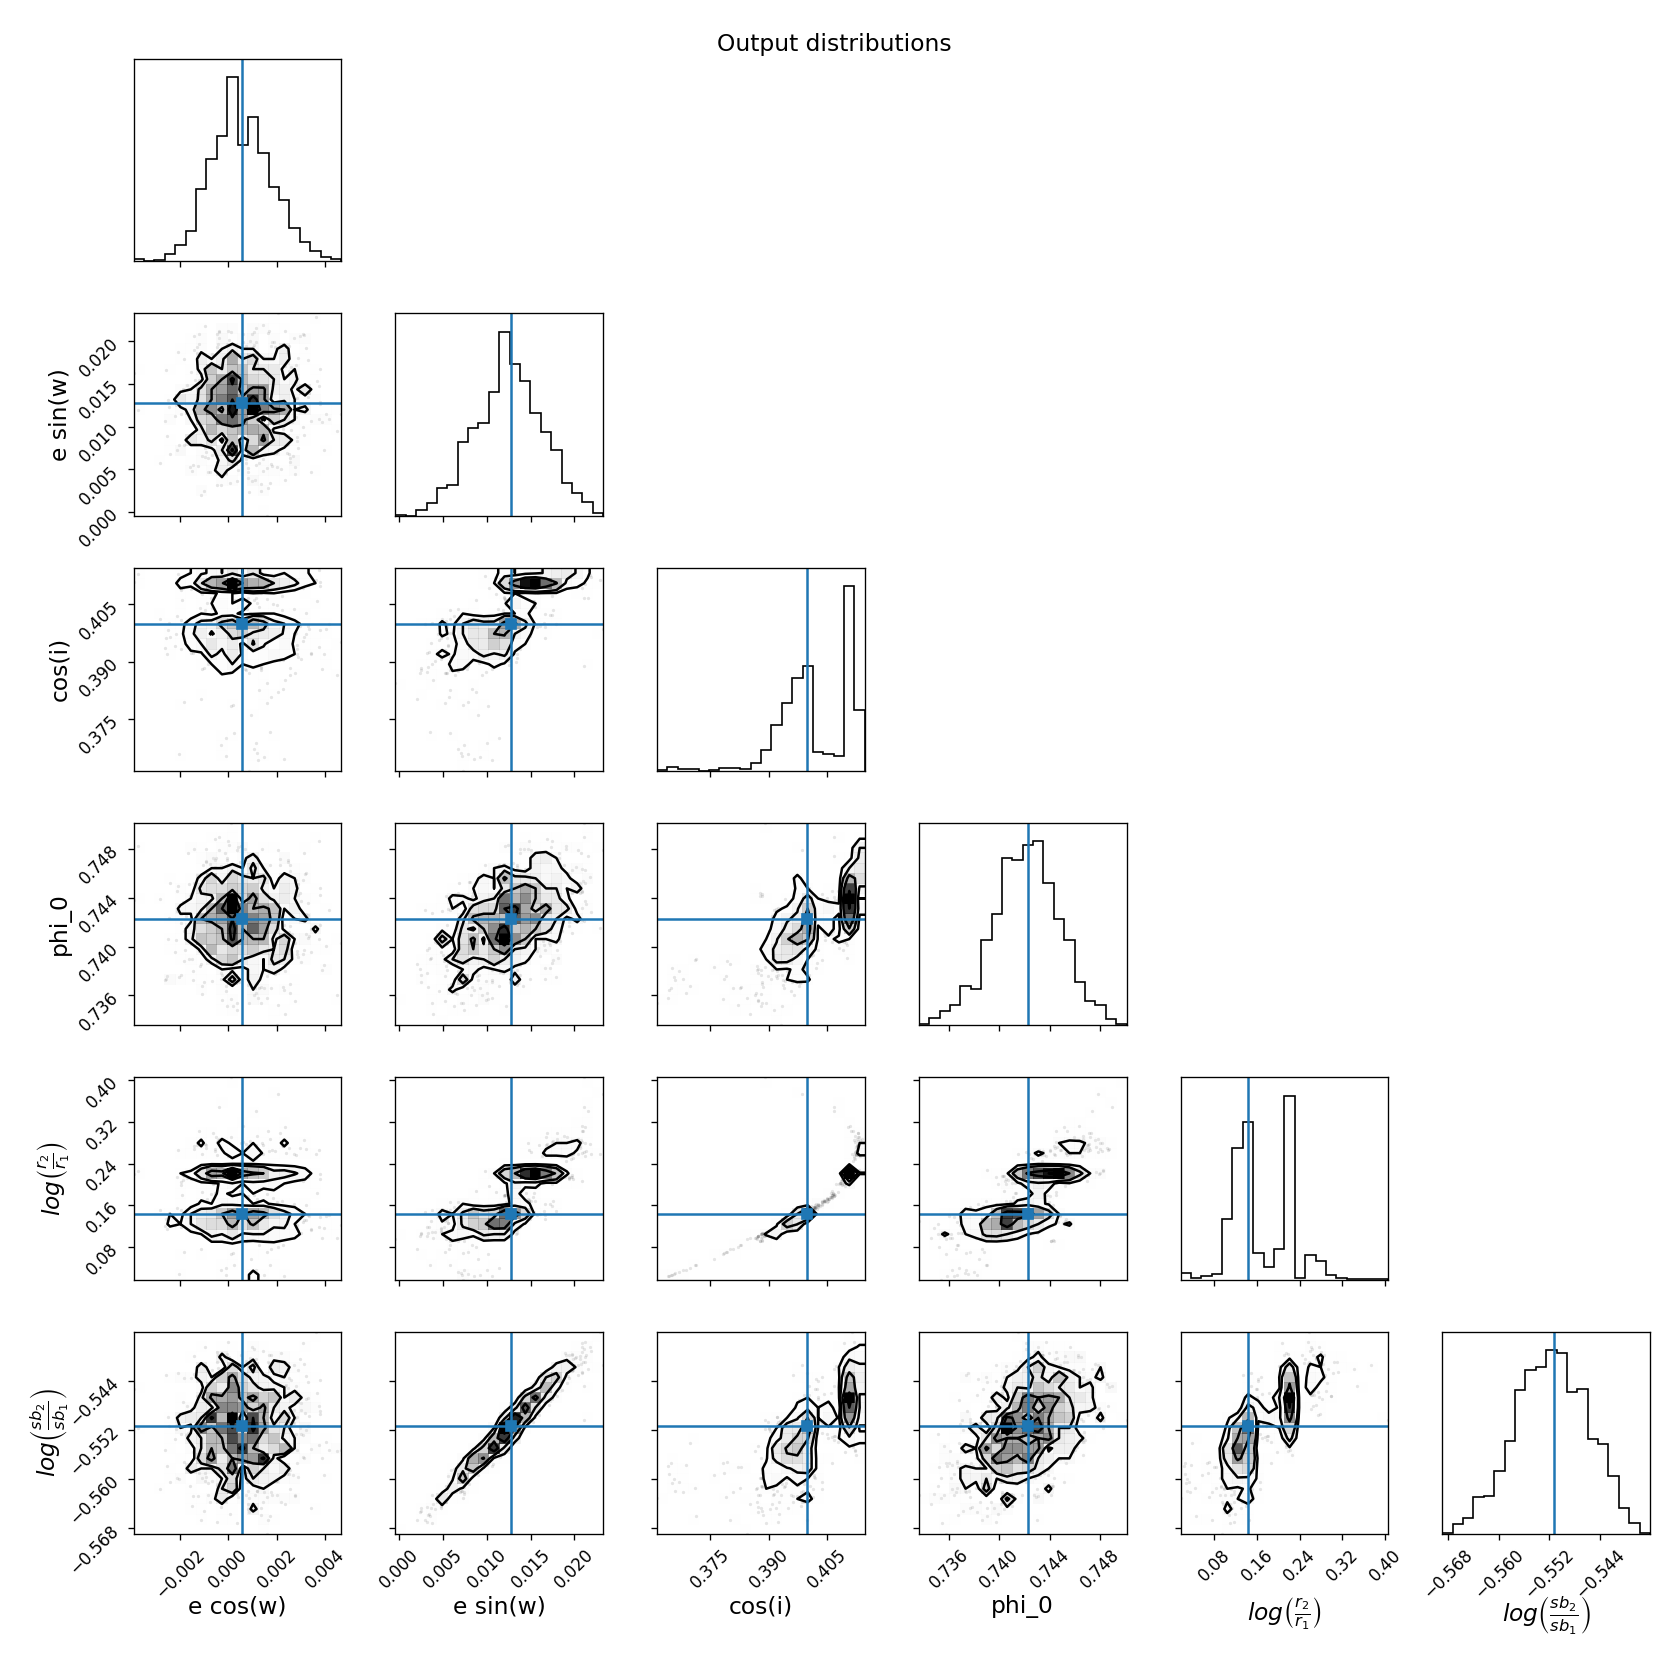 Output distributions
e sin(w)
0.020
0.015
0.010
0.005
0.000
cos(i)
0.405
0.390
0.375
phi_0
0.748
0.744
0.740
0.736
log(r₂/r₁)
0.40
0.32
0.24
0.16
0.08
log(sb₂/sb₁)
−0.544
−0.552
−0.560
−0.568
−0.002 0.000 0.002 0.004
0.000 0.005 0.010 0.015 0.020
0.375 0.390 0.405
0.736 0.740 0.744 0.748
0.08 0.16 0.24 0.32 0.40
−0.568 −0.560 −0.552 −0.544
e cos(w)
e sin(w)
cos(i)
phi_0
log(r₂/r₁)
log(sb₂/sb₁)